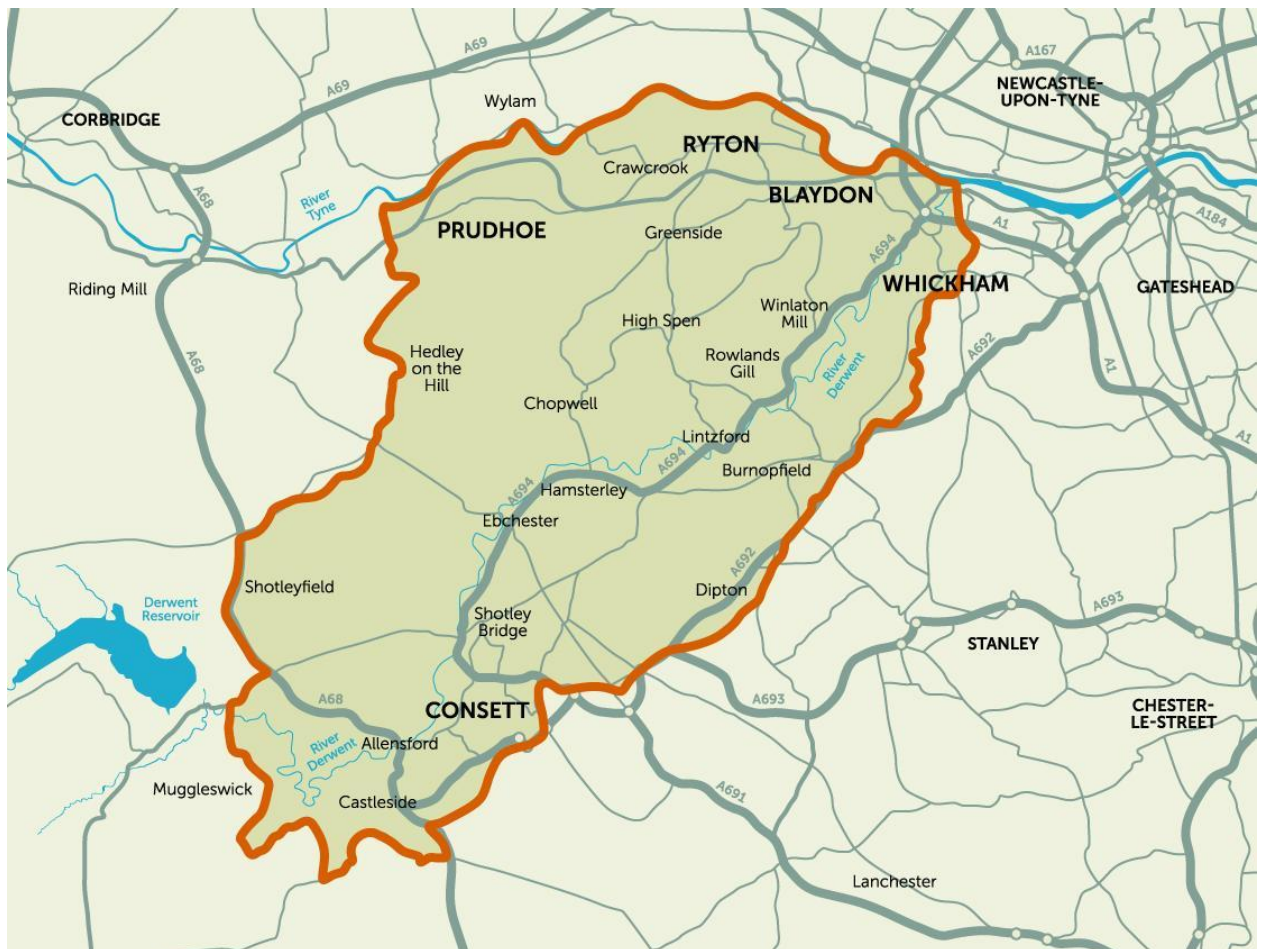 A69
A167
NEWCASTLE-
UPON-TYNE
A69
Wylam
CORBRIDGE
RYTON
Crawcrook
A68
River
Tyne
BLAYDON
PRUDHOE
Greenside
A694
A1
A184
Riding Mill
WHICKHAM
GATESHEAD
Winlaton
Mill
High Spen
A68
Hedley
on the
Hill
Rowlands
Gill
River
Derwent
A692
A1
Chopwell
Lintzford
A1
A694
Burnopfield
A694
Hamsterley
Ebchester
A692
Shotleyfield
Dipton
Derwent
Reservoir
Shotley
Bridge
A693
STANLEY
A68
CONSETT
A693
CHESTER-
LE-STREET
River
Derwent
Allensford
Muggleswick
Castleside
A691
Lanchester